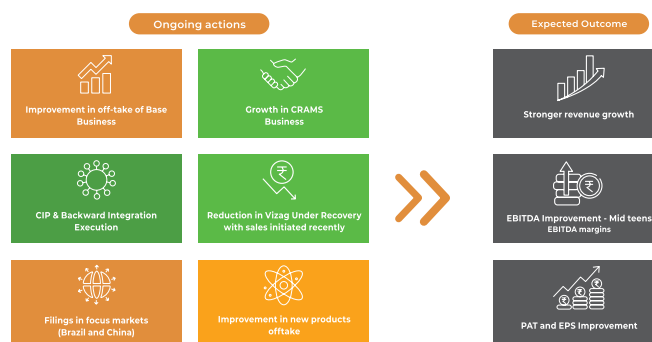 Ongoing actions
Expected Outcome
Improvement in off-take of Base
Business
Growth in CRAMS
Business
Stronger revenue growth
CIP & Backward Integration
Execution
₹
Reduction in Vizag Under Recovery
with sales initiated recently
₹
EBITDA Improvement - Mid teens
EBITDA margins
Filings in focus markets
(Brazil and China)
Improvement in new products
offtake
₹ ₹ ₹
PAT and EPS Improvement